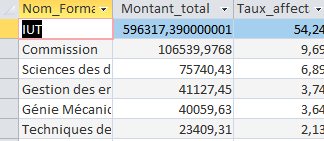 Nom_Forma Montant_total Taux_affect
IUT 596317,390000001 54,24
Commission 106539,9768 9,69
Sciences des d 75740,43 6,89
Gestion des en 41127,45 3,74
Génie Mécanic 40059,63 3,64
Techniques de 23409,31 2,13